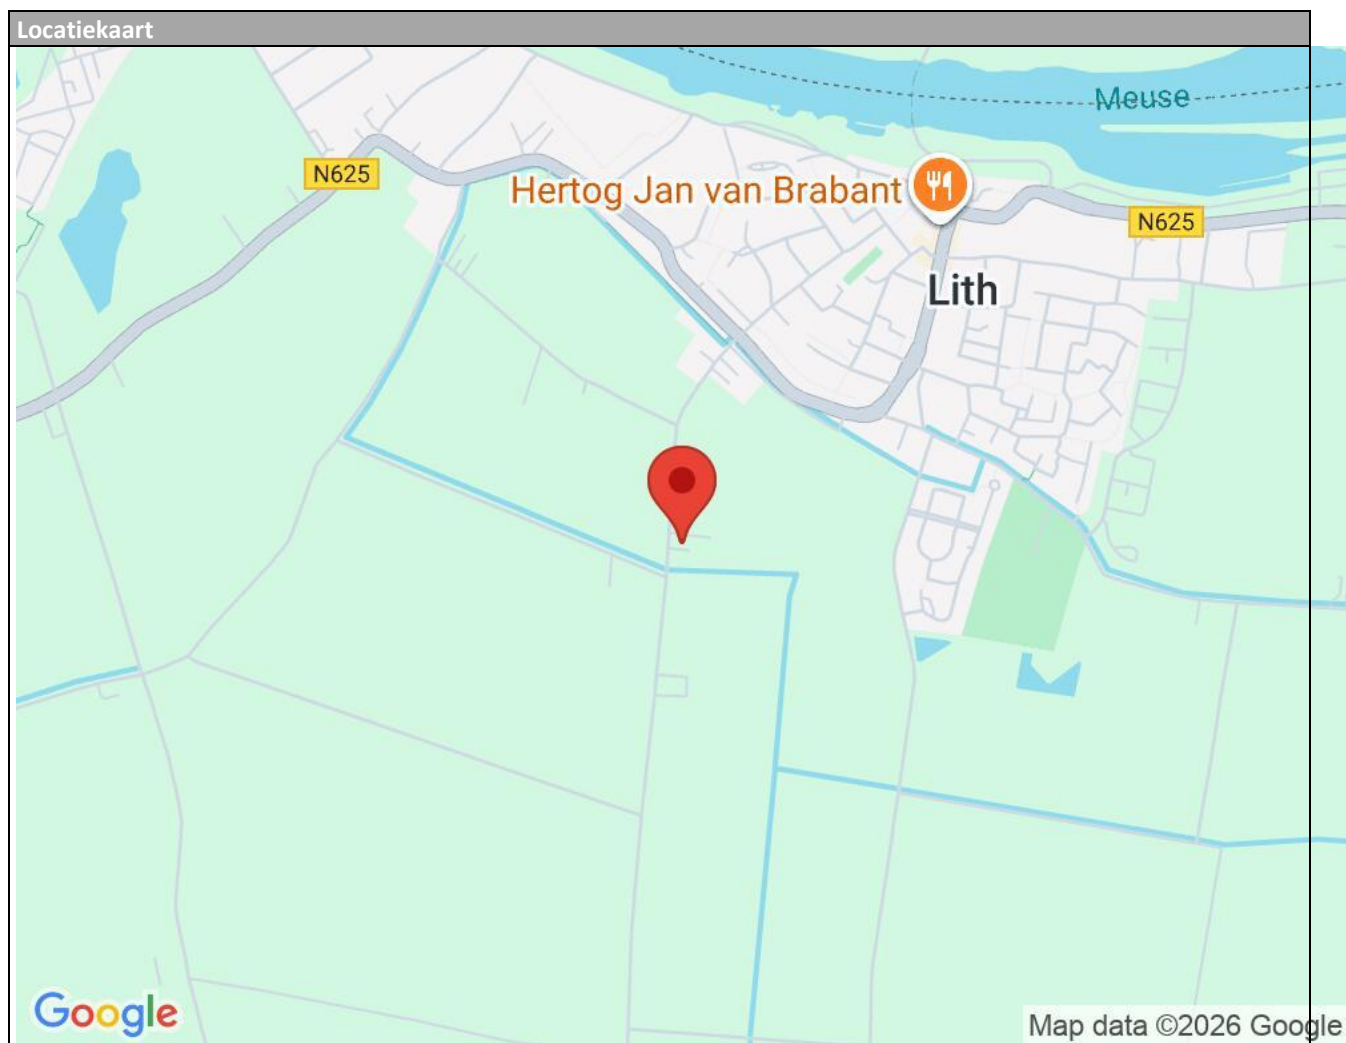 Locatiekaart
Meuse
N625
Hertog Jan van Brabant
N625
Lith
Google
Map data ©2026 Google